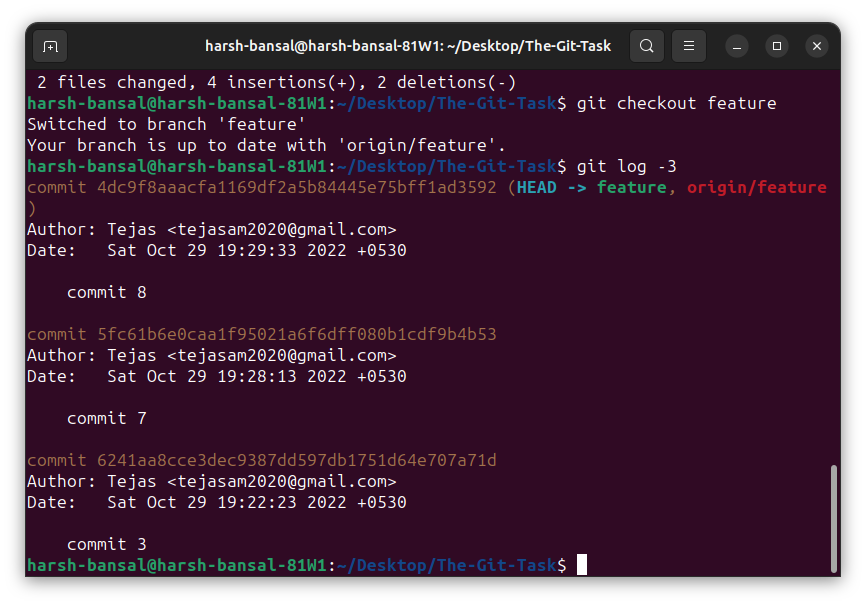 harsh-bansal@harsh-bansal-81W1: ~/Desktop/The-Git-Task
 2 files changed, 4 insertions(+), 2 deletions(-)
harsh-bansal@harsh-bansal-81W1:~/Desktop/The-Git-Task$ git checkout feature
Switched to branch 'feature'
Your branch is up to date with 'origin/feature'.
harsh-bansal@harsh-bansal-81W1:~/Desktop/The-Git-Task$ git log -3
commit 4dc9f8aaacfa1169df2a5b84445e75bff1ad3592 (HEAD -> feature, origin/feature
)
Author: Tejas <tejasam2020@gmail.com>
Date:   Sat Oct 29 19:29:33 2022 +0530

    commit 8

commit 5fc61b6e0caa1f95021a6f6dff080b1cdf9b4b53
Author: Tejas <tejasam2020@gmail.com>
Date:   Sat Oct 29 19:28:13 2022 +0530

    commit 7

commit 6241aa8cce3dec9387dd597db1751d64e707a71d
Author: Tejas <tejasam2020@gmail.com>
Date:   Sat Oct 29 19:22:23 2022 +0530

    commit 3
harsh-bansal@harsh-bansal-81W1:~/Desktop/The-Git-Task$